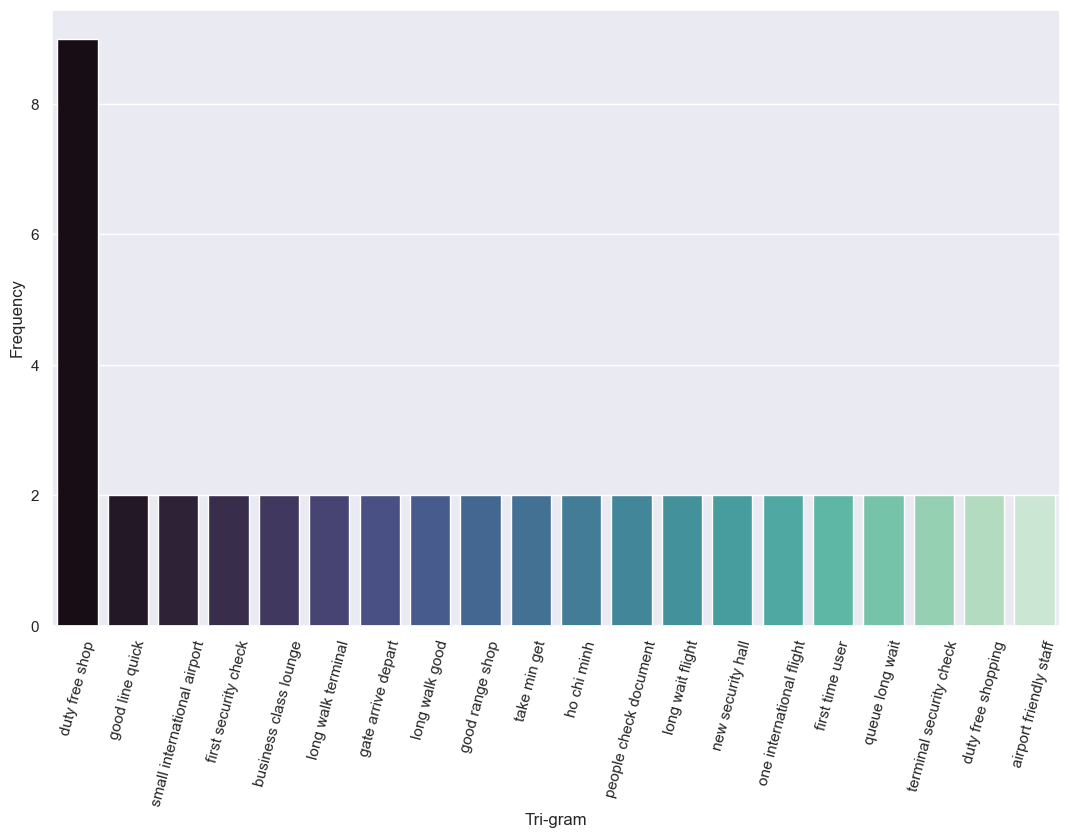 Frequency
8
6
4
2
0
duty free shop
good line quick
small international airport
first security check
business class lounge
long walk terminal
gate arrive depart
long walk good
good range shop
take min get
ho chi minh
people check document
long wait flight
new security hall
one international flight
first time user
queue long wait
terminal security check
duty free shopping
airport friendly staff
Tri-gram